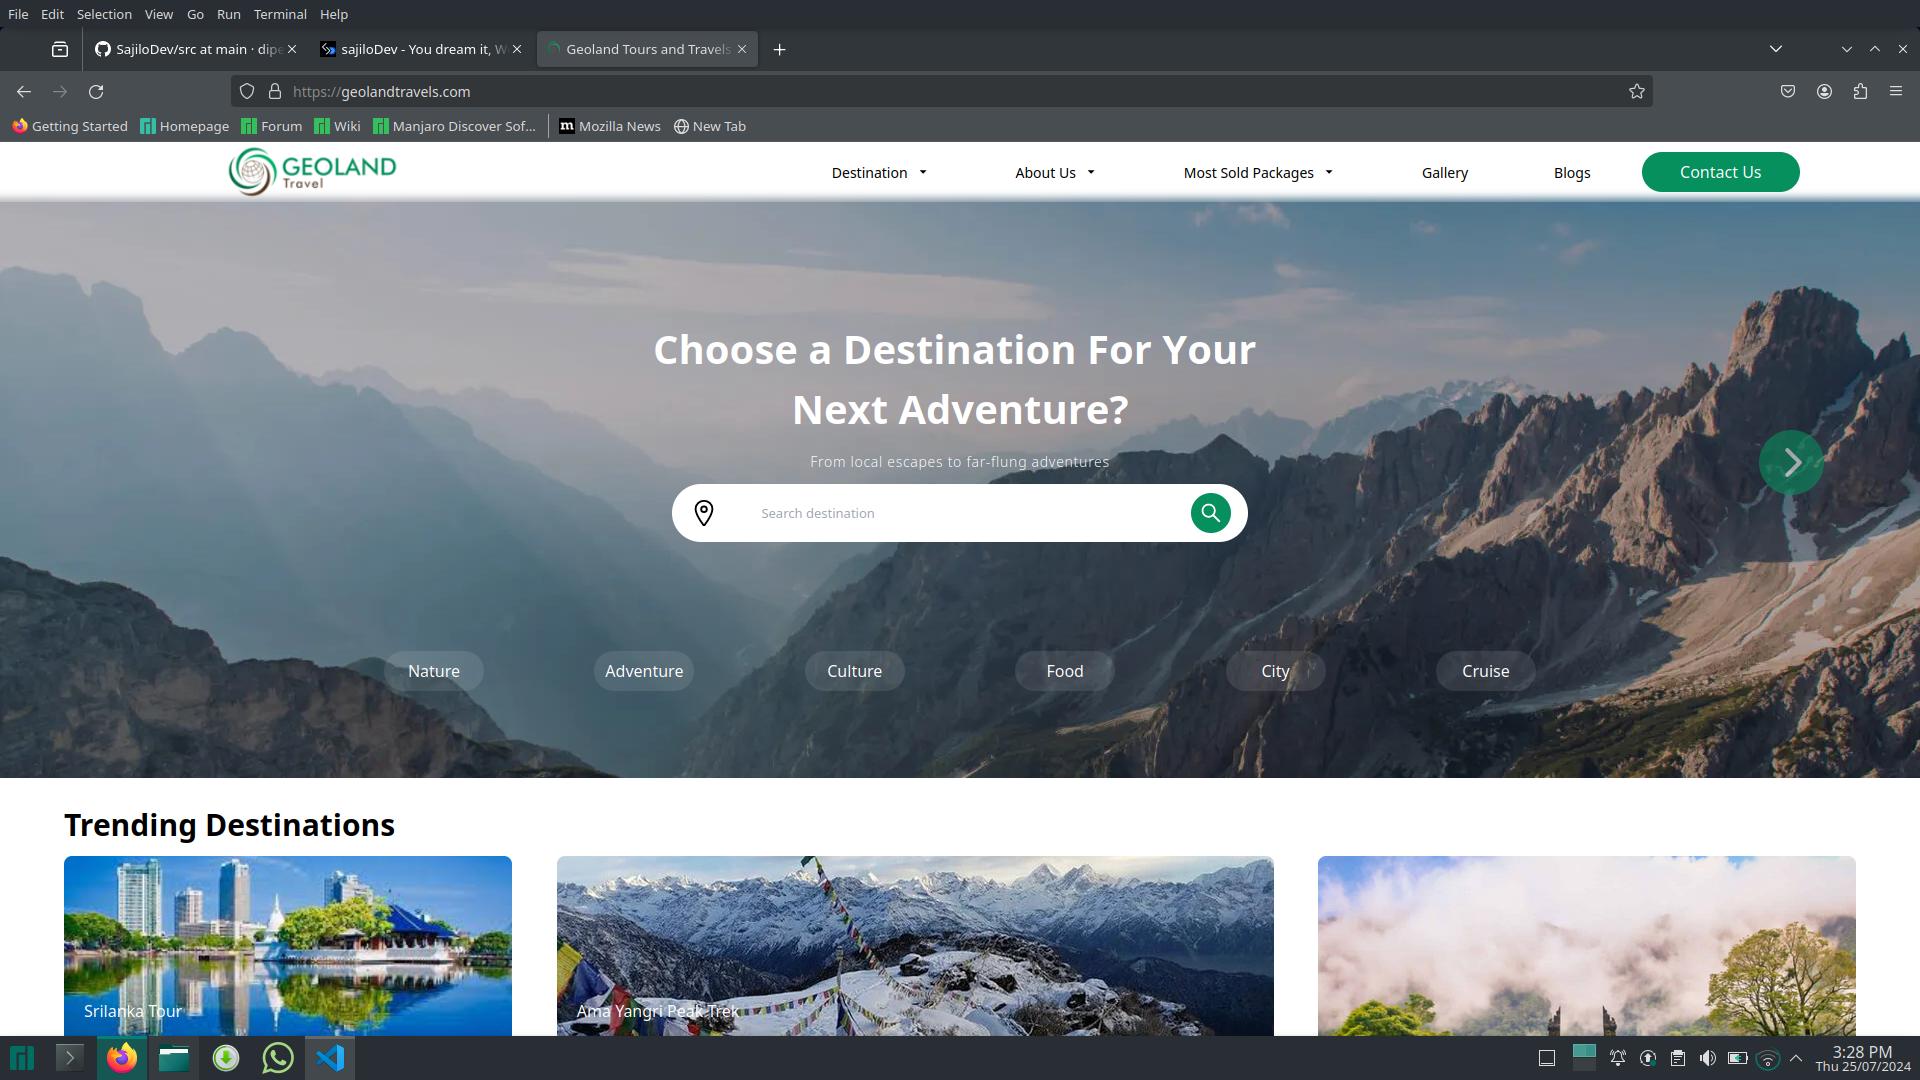 File Edit Selection View Go Run Terminal Help
SajiloDev/src at main · dipe
sajiloDev - You dream it, W
Geoland Tours and Travels
https://geolandtravels.com
Getting Started Homepage Forum Wiki Manjaro Discover Sof... Mozilla News New Tab
GEOLAND
Travel
Destination About Us Most Sold Packages Gallery Blogs Contact Us
Choose a Destination For Your
Next Adventure?
From local escapes to far-flung adventures
Search destination
Nature Adventure Culture Food City Cruise
Trending Destinations
Srilanka Tour
Ama Yangri Peak Trek
3:28 PM
Thu 25/07/2024